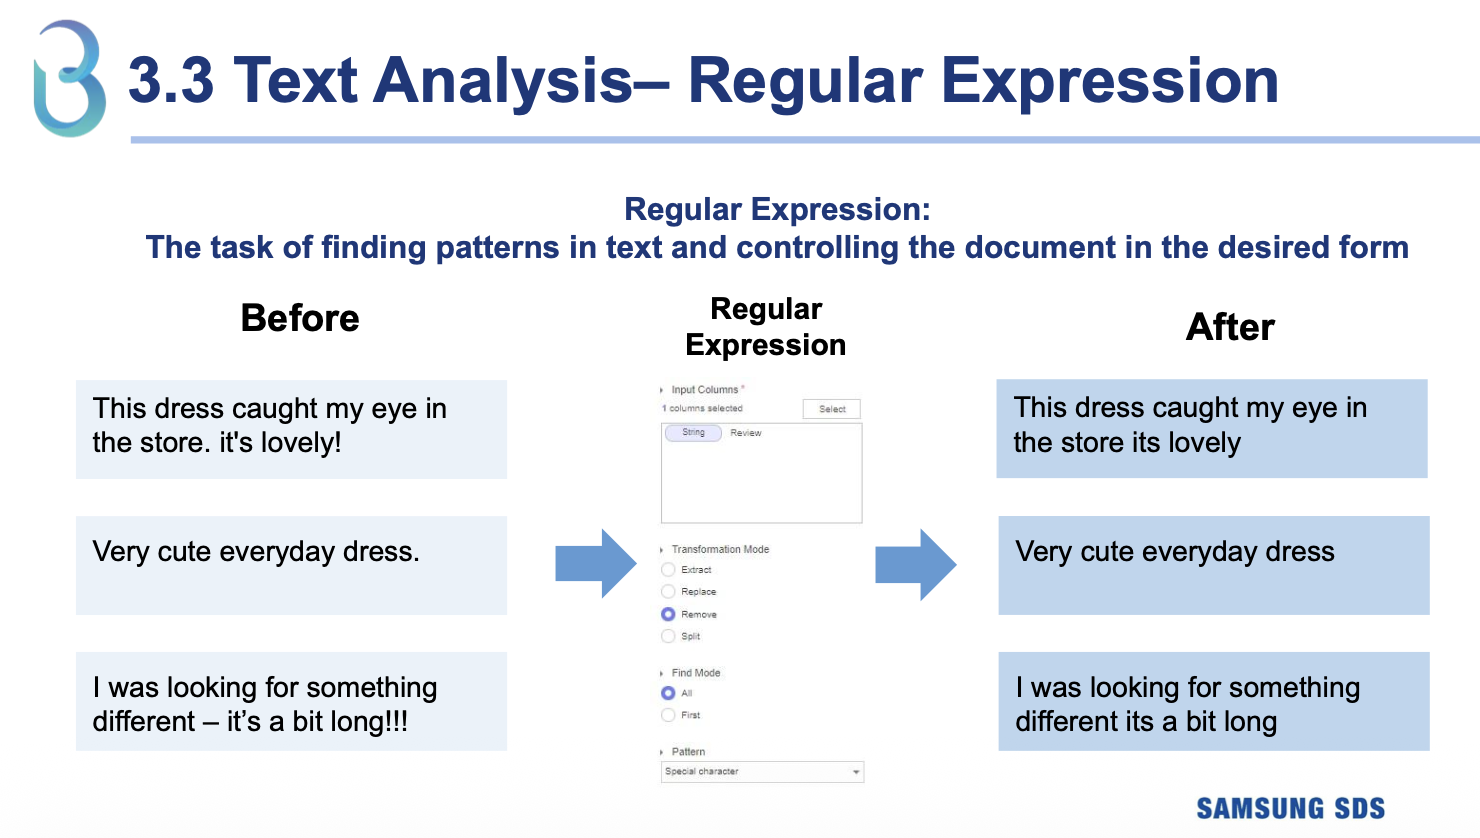 3.3 Text Analysis– Regular Expression
Regular Expression:
The task of finding patterns in text and controlling the document in the desired form
Before
This dress caught my eye in
the store. it's lovely!
Very cute everyday dress.
I was looking for something
different – it’s a bit long!!!
Regular
Expression
Input Columns *
1 columns selected
Select
String
Review
Transformation Mode
Extract
Replace
Remove
Split
Find Mode
All
First
Pattern
Special character
After
This dress caught my eye in
the store its lovely
Very cute everyday dress
I was looking for something
different its a bit long
SAMSUNG SDS